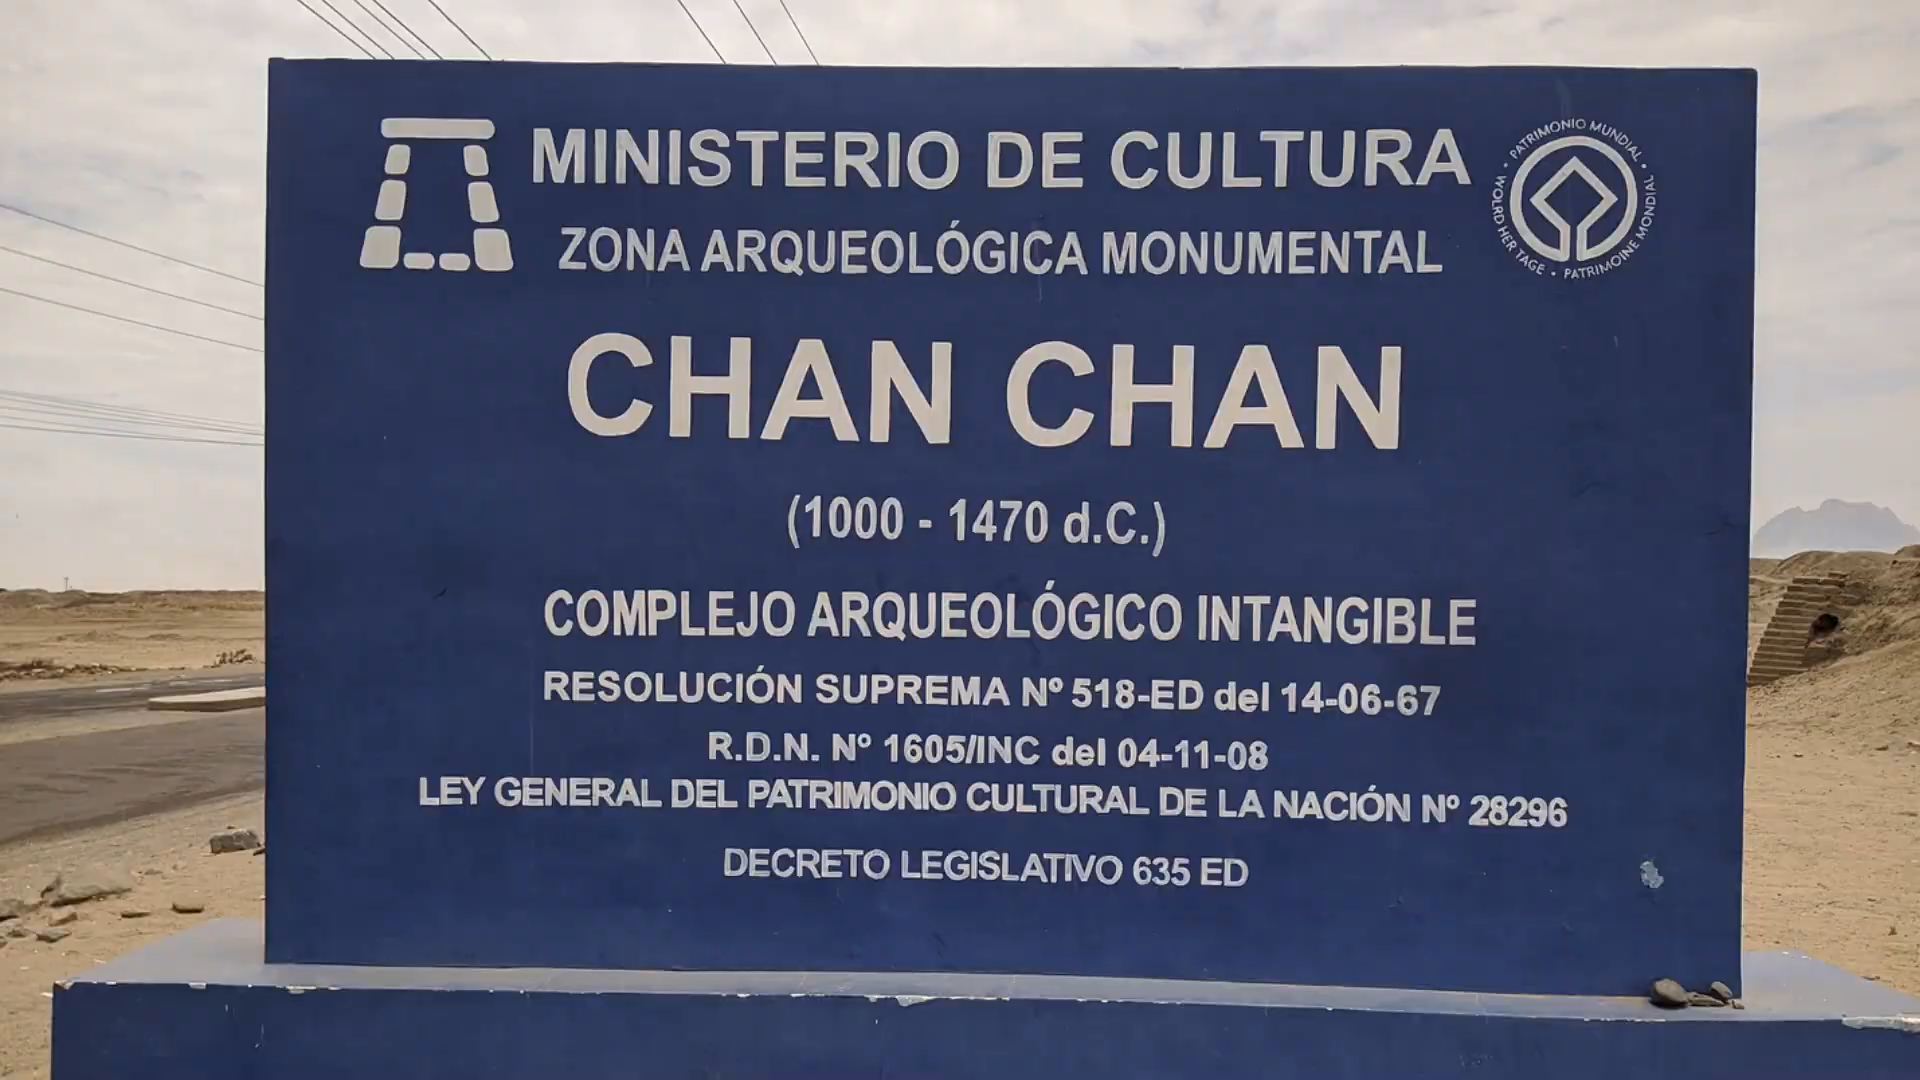 MINISTERIO DE CULTURA
ZONA ARQUEOLÓGICA MONUMENTAL
PATRIMONIO MUNDIAL • WOLRD HER TAGE • PATRIMOINE MONDIAL •
CHAN CHAN
(1000 - 1470 d.C.)
COMPLEJO ARQUEOLÓGICO INTANGIBLE
RESOLUCIÓN SUPREMA Nº 518-ED del 14-06-67
R.D.N. Nº 1605/INC del 04-11-08
LEY GENERAL DEL PATRIMONIO CULTURAL DE LA NACIÓN Nº 28296
DECRETO LEGISLATIVO 635 ED